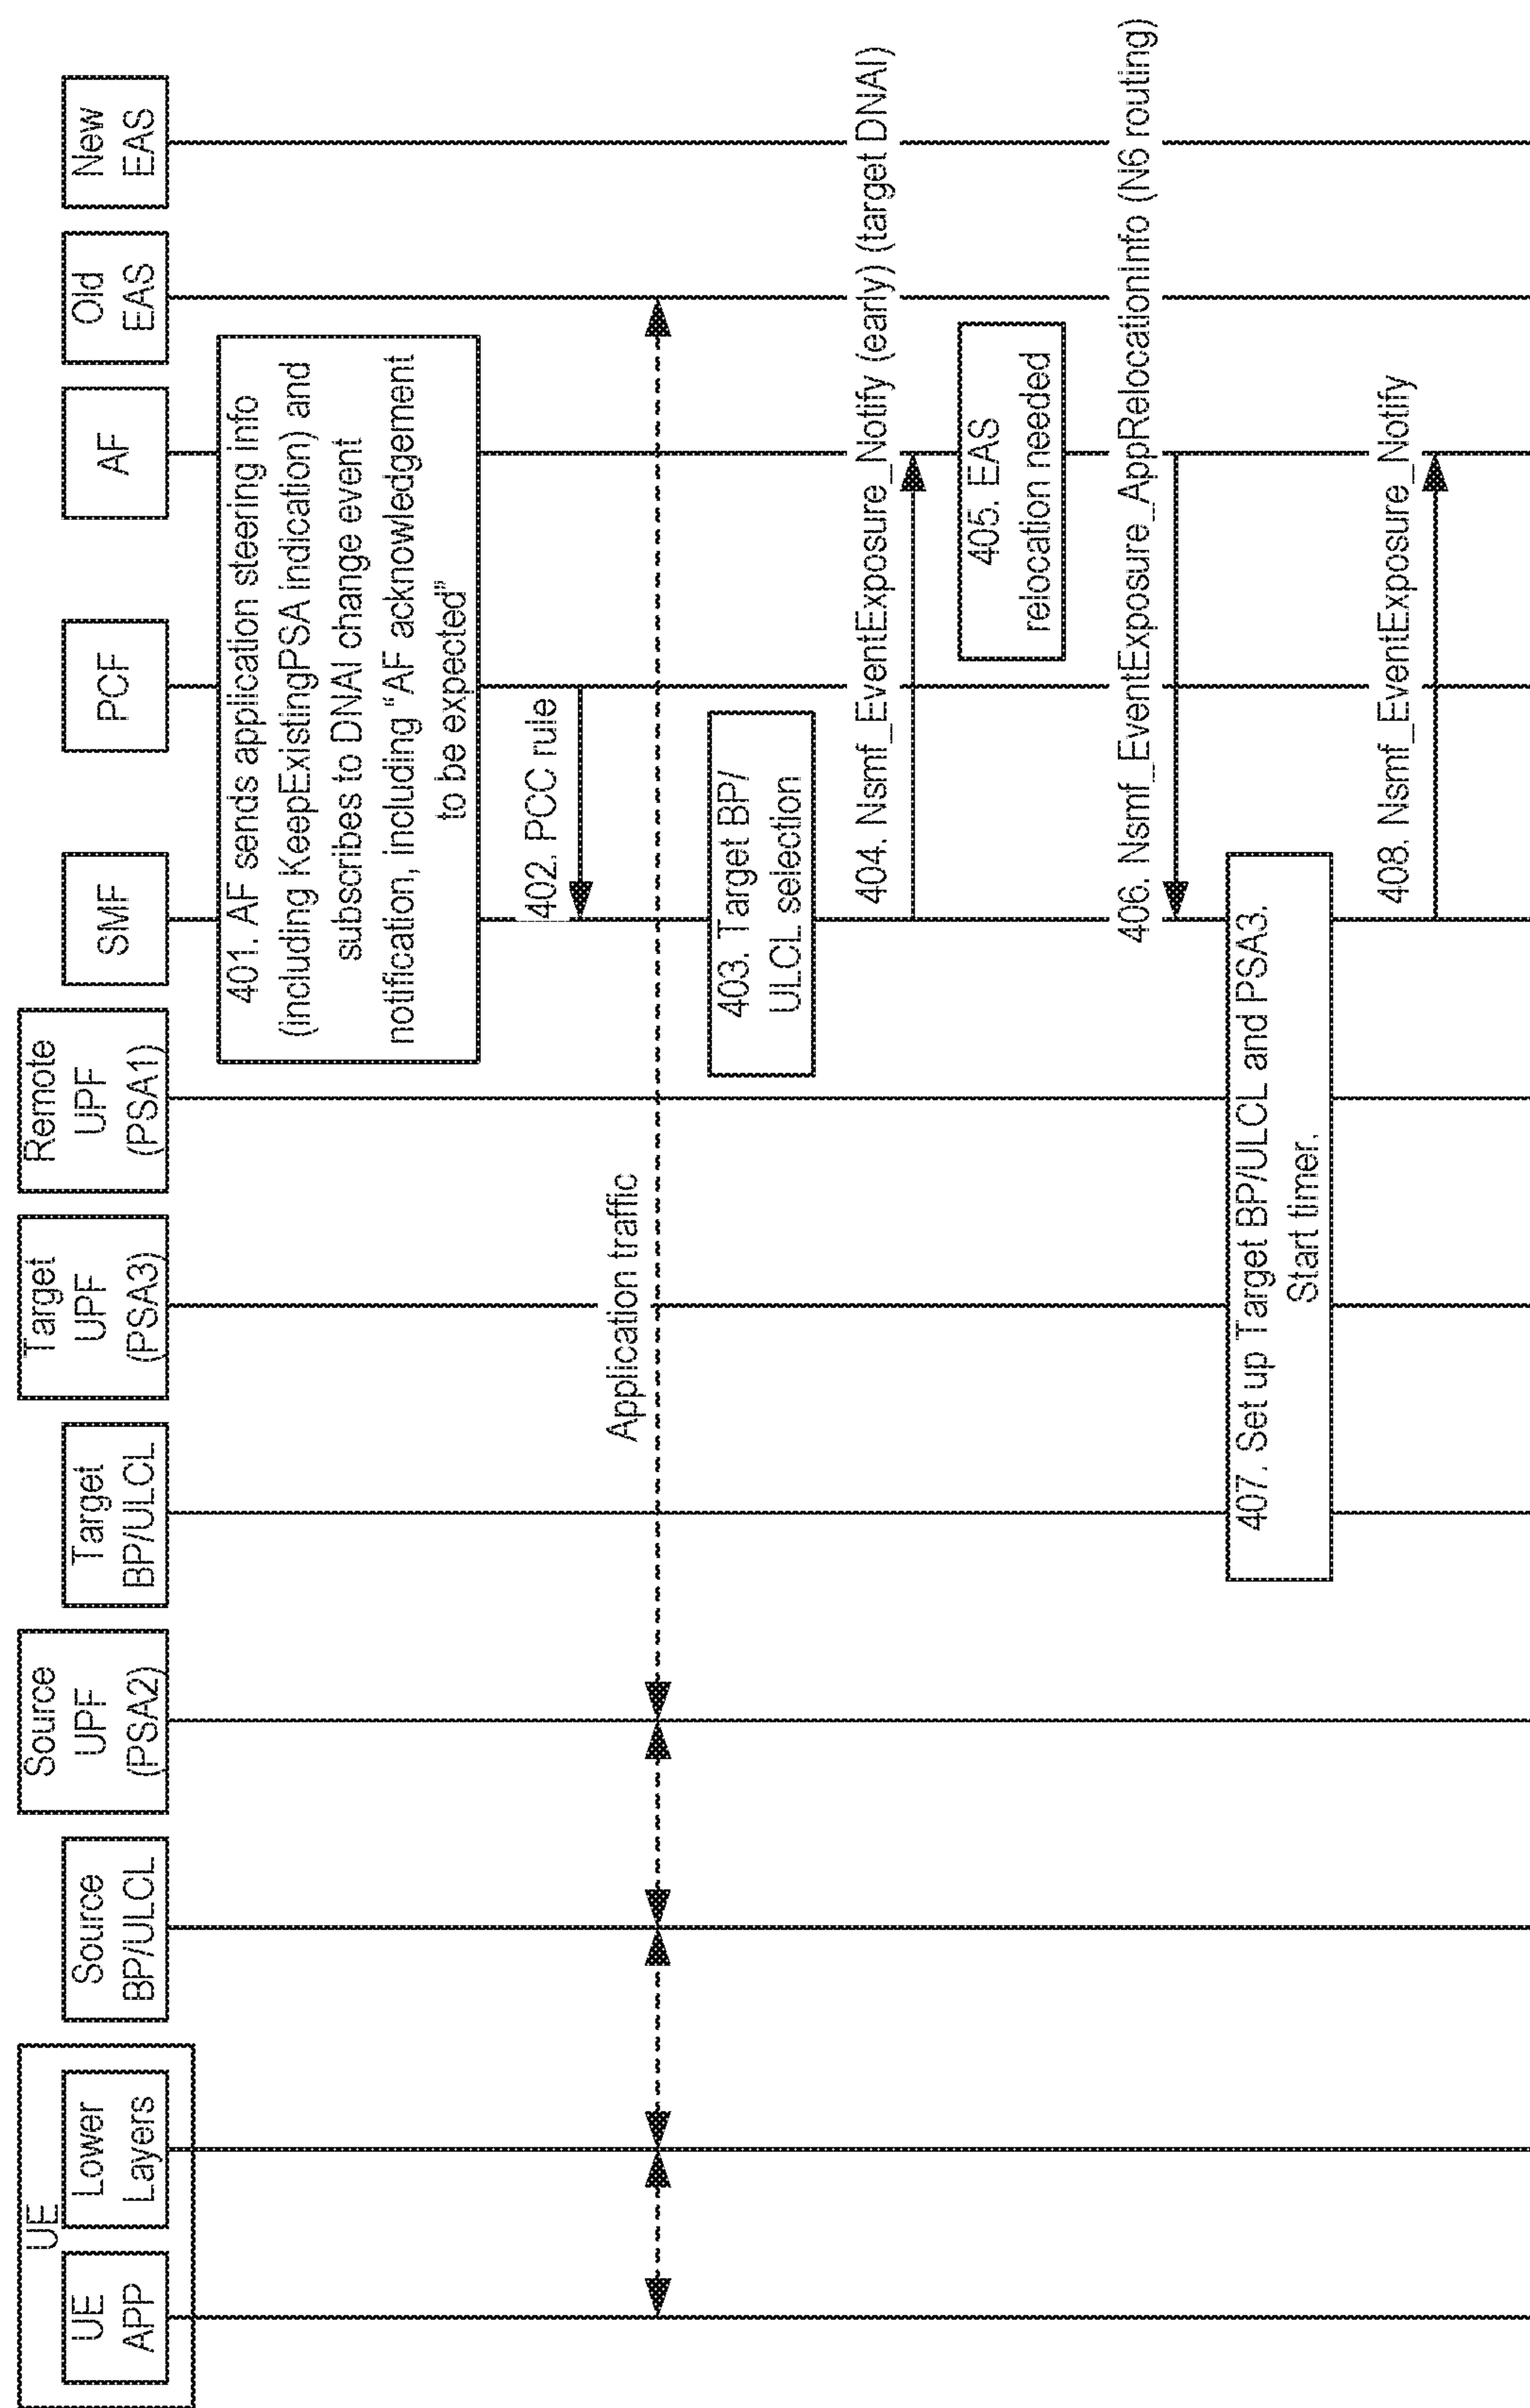 UE
UE
APP
Lower
Layers
Source
BP/ULCL
Source
UPF
(PSA2)
Target
BP/ULCL
Target
UPF
(PSA3)
Remote
UPF
(PSA1)
SMF
PCF
AF
Old
EAS
New
EAS
401. AF sends application steering info
(including KeepExistingPSA indication) and
subscribes to DNAI change event
notification, including "AF acknowledgement
to be expected"
402. PCC rule
Application traffic
403. Target BP/
ULCL selection
404. Nsmf_EventExposure_Notify (early) (target DNAI)
405. EAS
relocation needed
406. Nsmf_EventExposure_AppRelocationInfo (N6 routing)
407. Set up Target BP/ULCL and PSA3.
Start timer.
408. Nsmf_EventExposure_Notify